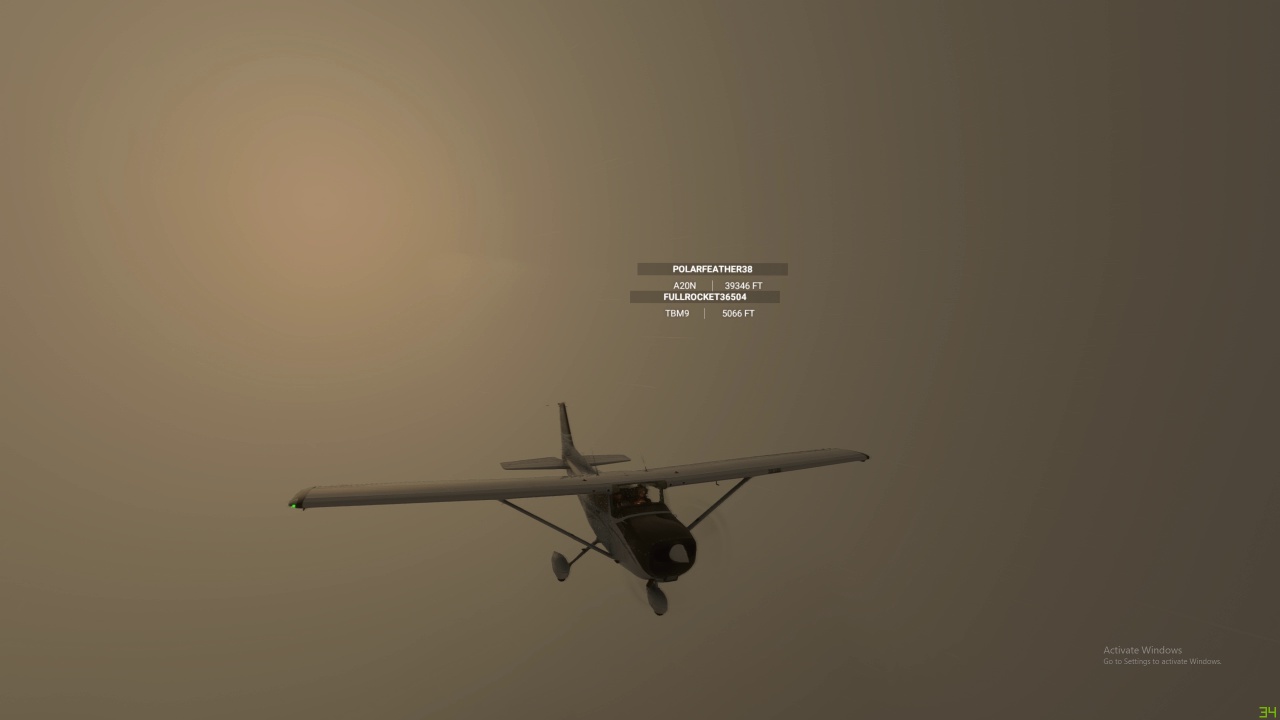 POLARFEATHER38
A20N | 39346 FT
FULLROCKET36504
TBM9 | 5066 FT
Activate Windows
Go to Settings to activate Windows.
34